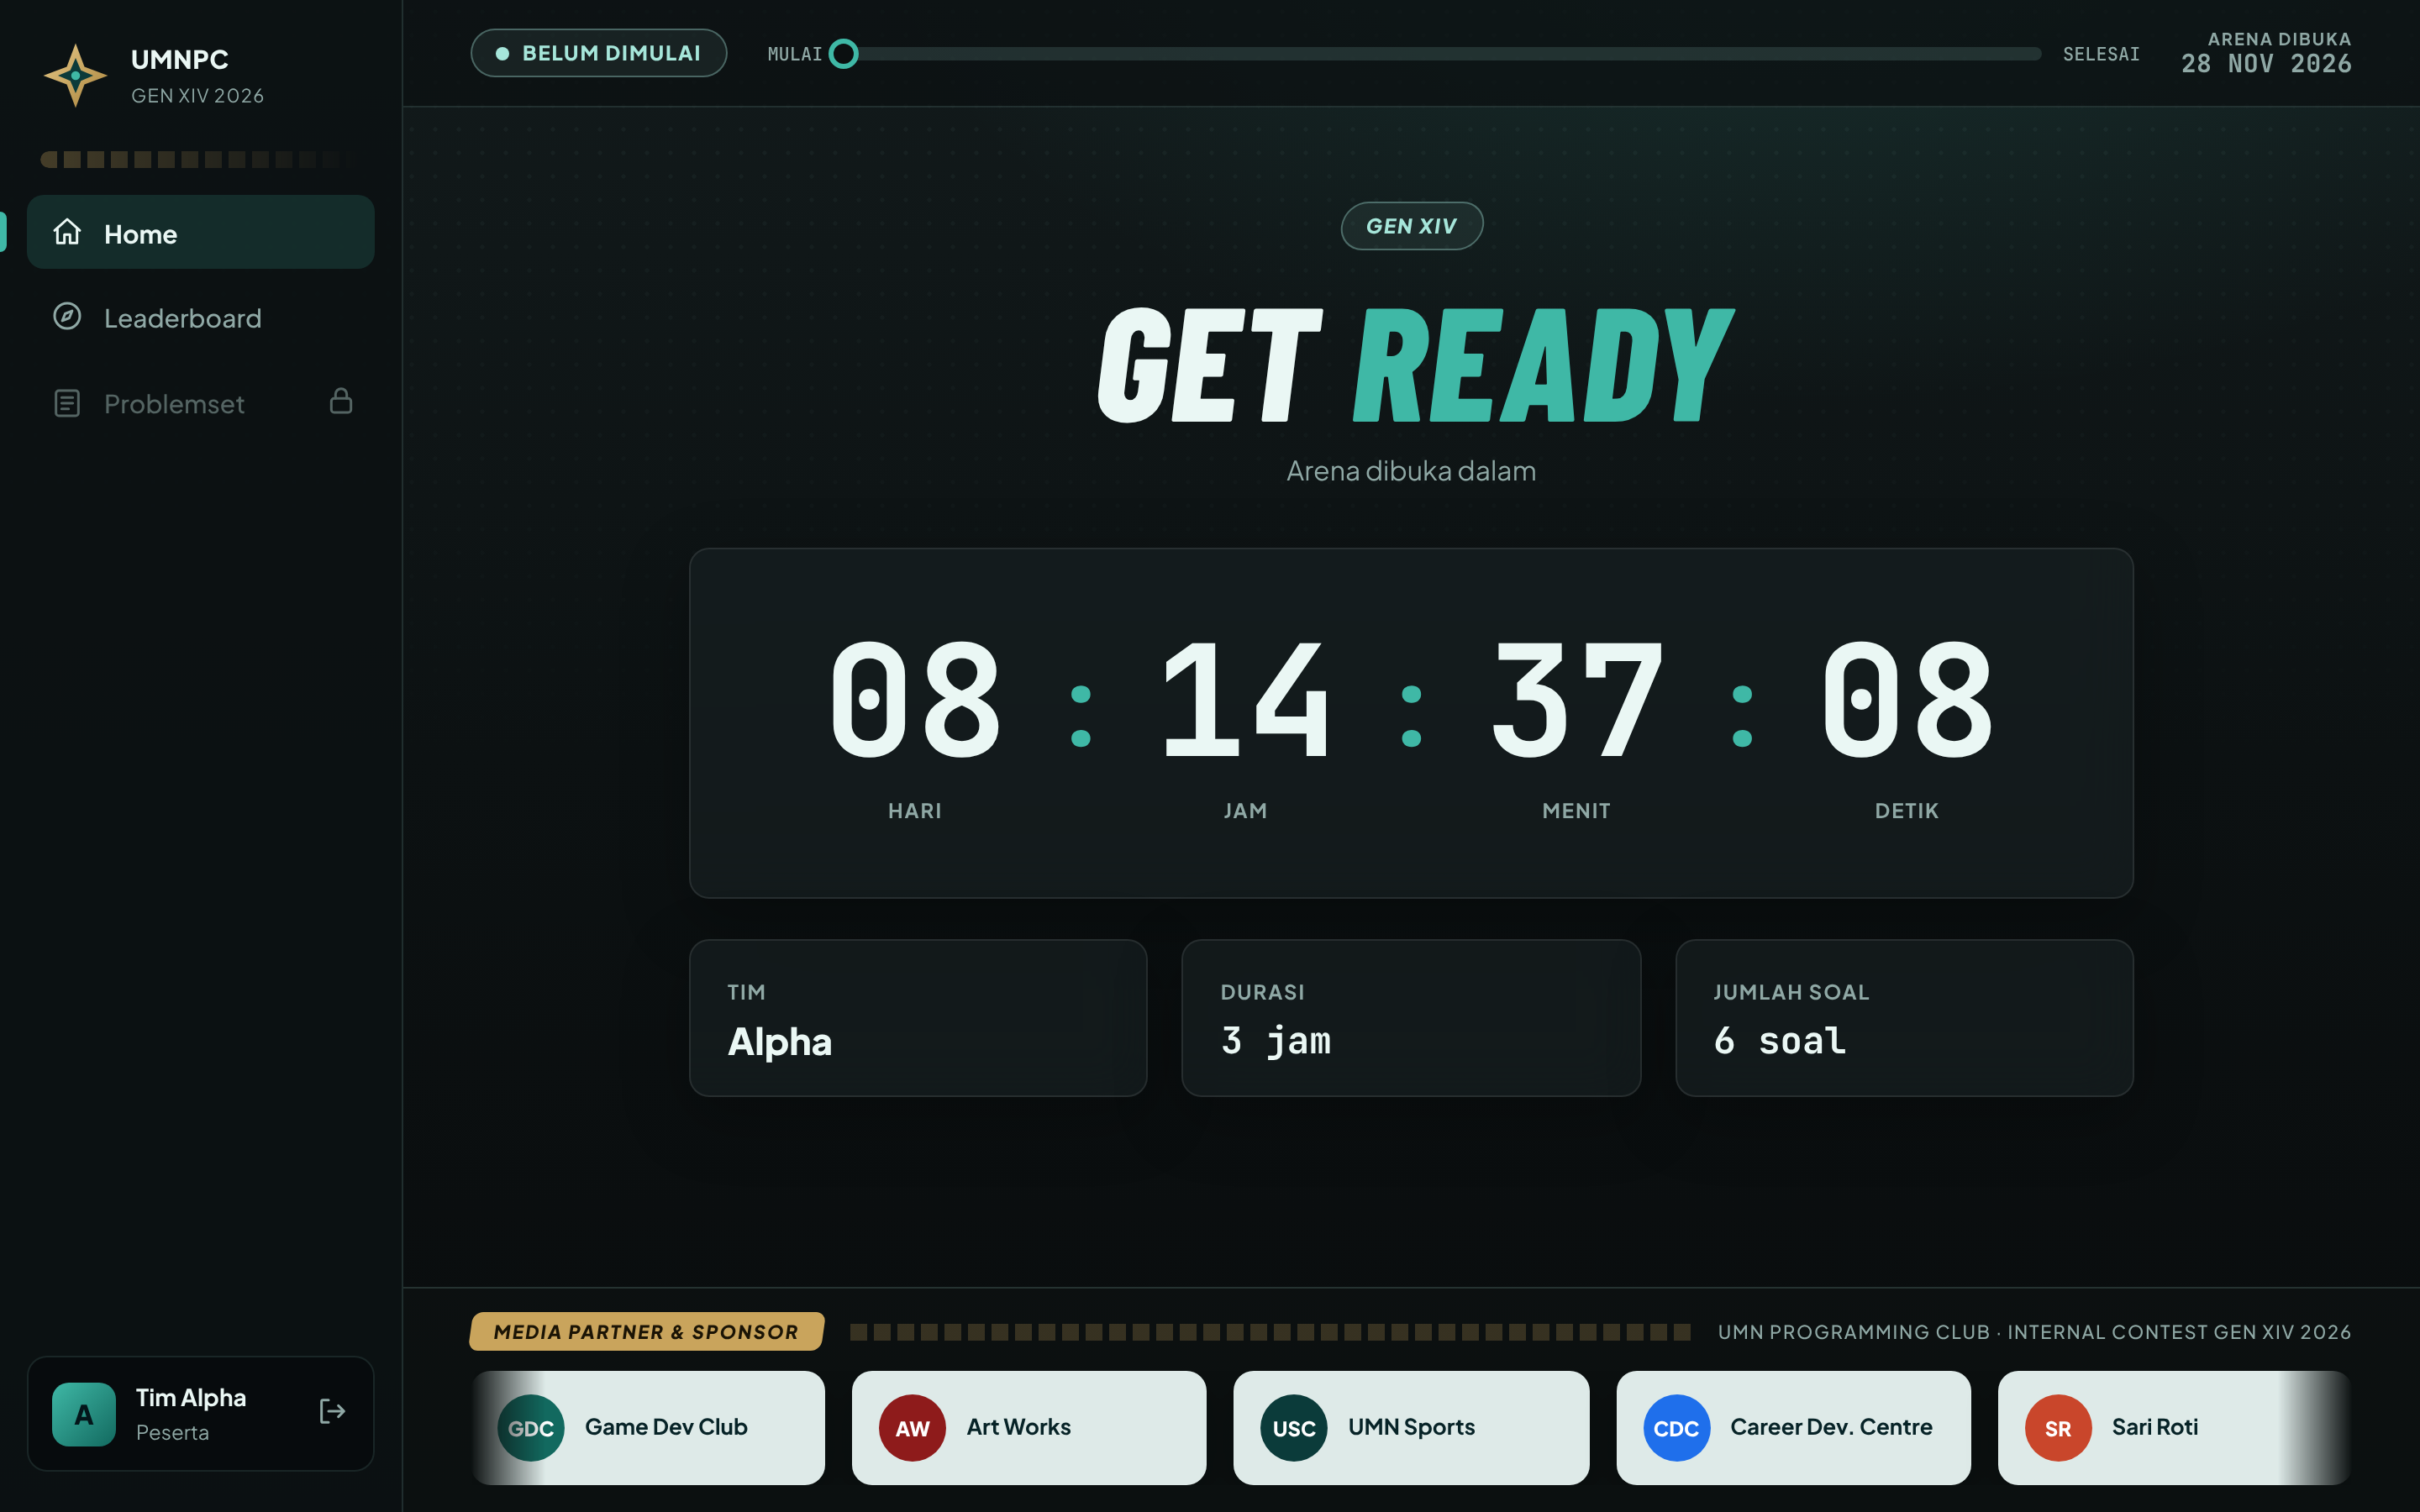 UMNPC
GEN XIV 2026
Home
Leaderboard
Problemset
A
Tim Alpha
Peserta
BELUM DIMULAI
MULAI
SELESAI
ARENA DIBUKA
28 NOV 2026
GEN XIV
GET READY
Arena dibuka dalam
08 : 14 : 37 : 08
HARI JAM MENIT DETIK
TIM
Alpha
DURASI
3 jam
JUMLAH SOAL
6 soal
MEDIA PARTNER & SPONSOR
UMN PROGRAMMING CLUB · INTERNAL CONTEST GEN XIV 2026
GDC Game Dev Club
AW Art Works
USC UMN Sports
CDC Career Dev. Centre
SR Sari Roti